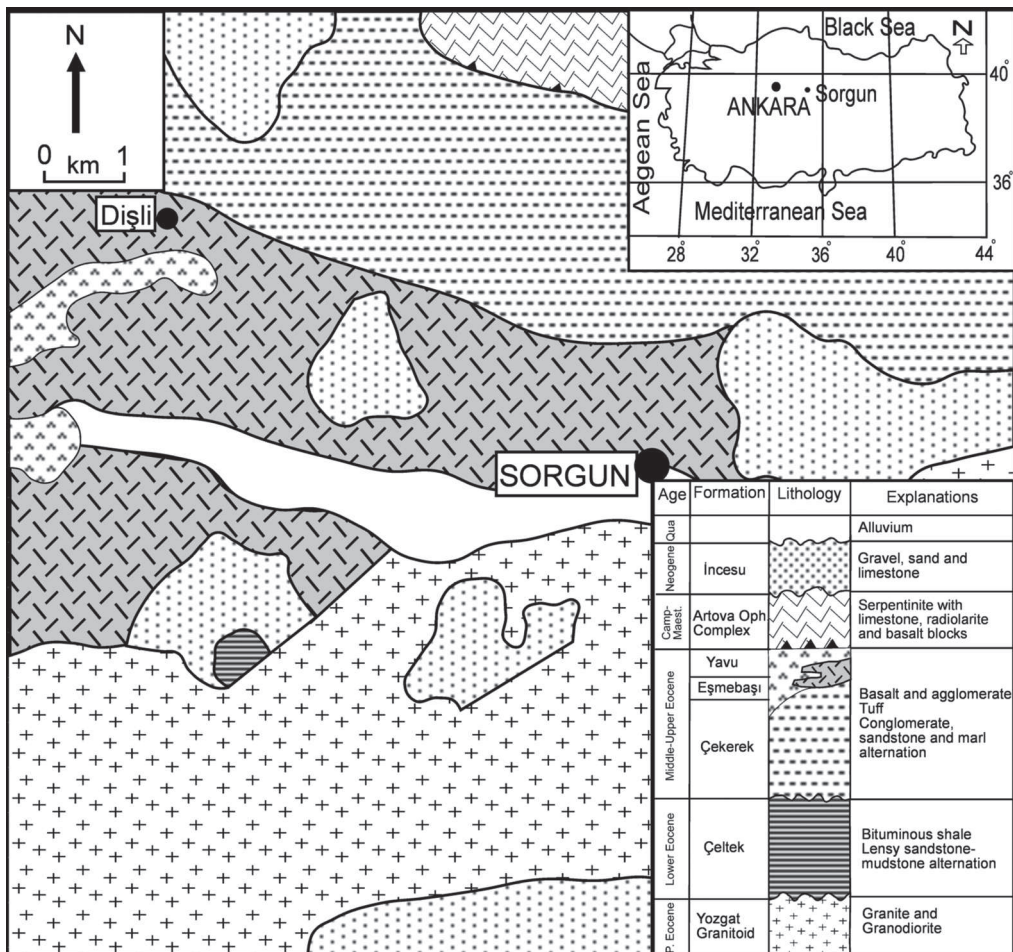 N
0 km 1
Black Sea
N
Aegean Sea
ANKARA
Sorgun
Mediterranean Sea
40°
36°
28° 32° 36° 40° 44°
Dişli
SORGUN
Age Formation Lithology Explanations
Qua
Alluvium
Neogene
İncesu
Gravel, sand and
limestone
Camp-
Maest.
Artova Oph.
Complex
Serpentinite with
limestone, radiolarite
and basalt blocks
Middle-Upper Eocene
Yavu
Eşmebaşı
Çekerek
Basalt and agglomerate
Tuff
Conglomerate,
sandstone and marl
alternation
Lower Eocene
Çeltek
Bituminous shale
Lensy sandstone-
mudstone alternation
P. Eocene
Yozgat
Granitoid
Granite and
Granodiorite